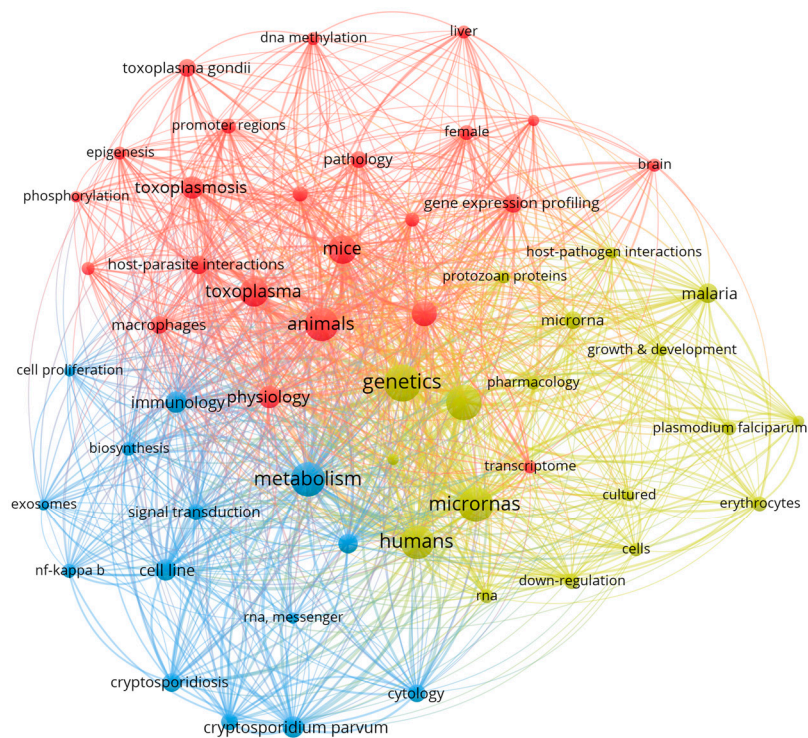 liver
dna methylation
toxoplasma gondii
promoter regions
female
epigenesis
pathology
brain
toxoplasmosis
phosphorylation
gene expression profiling
mice
host-pathogen interactions
host-parasite interactions
protozoan proteins
toxoplasma
malaria
macrophages
animals
microrna
growth & development
cell proliferation
genetics
pharmacology
immunology
physiology
plasmodium falciparum
biosynthesis
transcriptome
metabolism
cultured
exosomes
signal transduction
micrornas
erythrocytes
humans
cells
nf-kappa b
cell line
down-regulation
rna
rna, messenger
cryptosporidiosis
cytology
cryptosporidium parvum